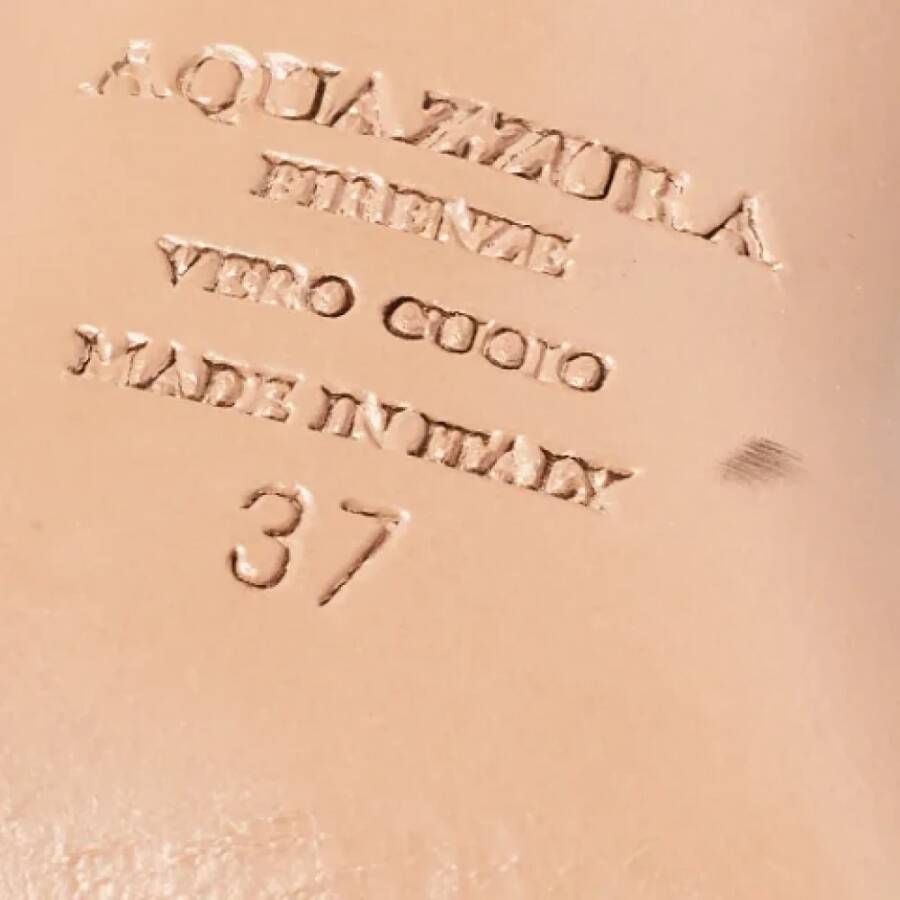 AQUAZZURA
FIRENZE
VERO CUOIO
MADE IN ITALY
37